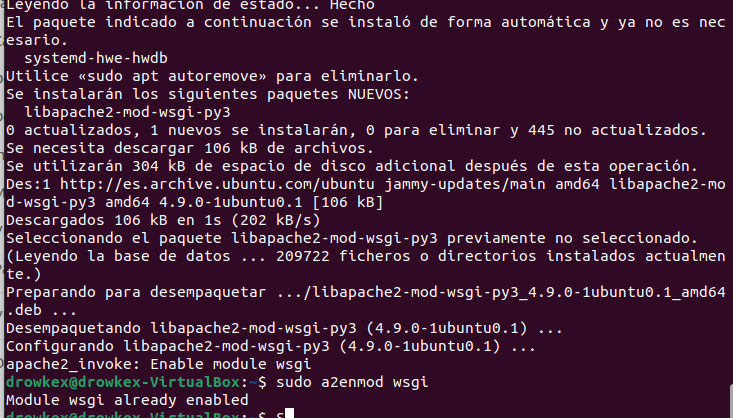 Leyendo la información de estado... Hecho
El paquete indicado a continuación se instaló de forma automática y ya no es nec
esario.
  systemd-hwe-hwdb
Utilice «sudo apt autoremove» para eliminarlo.
Se instalarán los siguientes paquetes NUEVOS:
  libapache2-mod-wsgi-py3
0 actualizados, 1 nuevos se instalarán, 0 para eliminar y 445 no actualizados.
Se necesita descargar 106 kB de archivos.
Se utilizarán 304 kB de espacio de disco adicional después de esta operación.
Des:1 http://es.archive.ubuntu.com/ubuntu jammy-updates/main amd64 libapache2-mo
d-wsgi-py3 amd64 4.9.0-1ubuntu0.1 [106 kB]
Descargados 106 kB en 1s (202 kB/s)
Seleccionando el paquete libapache2-mod-wsgi-py3 previamente no seleccionado.
(Leyendo la base de datos ... 209722 ficheros o directorios instalados actualmen
te.)
Preparando para desempaquetar .../libapache2-mod-wsgi-py3_4.9.0-1ubuntu0.1_amd64
.deb ...
Desempaquetando libapache2-mod-wsgi-py3 (4.9.0-1ubuntu0.1) ...
Configurando libapache2-mod-wsgi-py3 (4.9.0-1ubuntu0.1) ...
apache2_invoke: Enable module wsgi
drowkex@drowkex-VirtualBox:~$ sudo a2enmod wsgi
Module wsgi already enabled
drowkex@drowkex-VirtualBox:~$ S